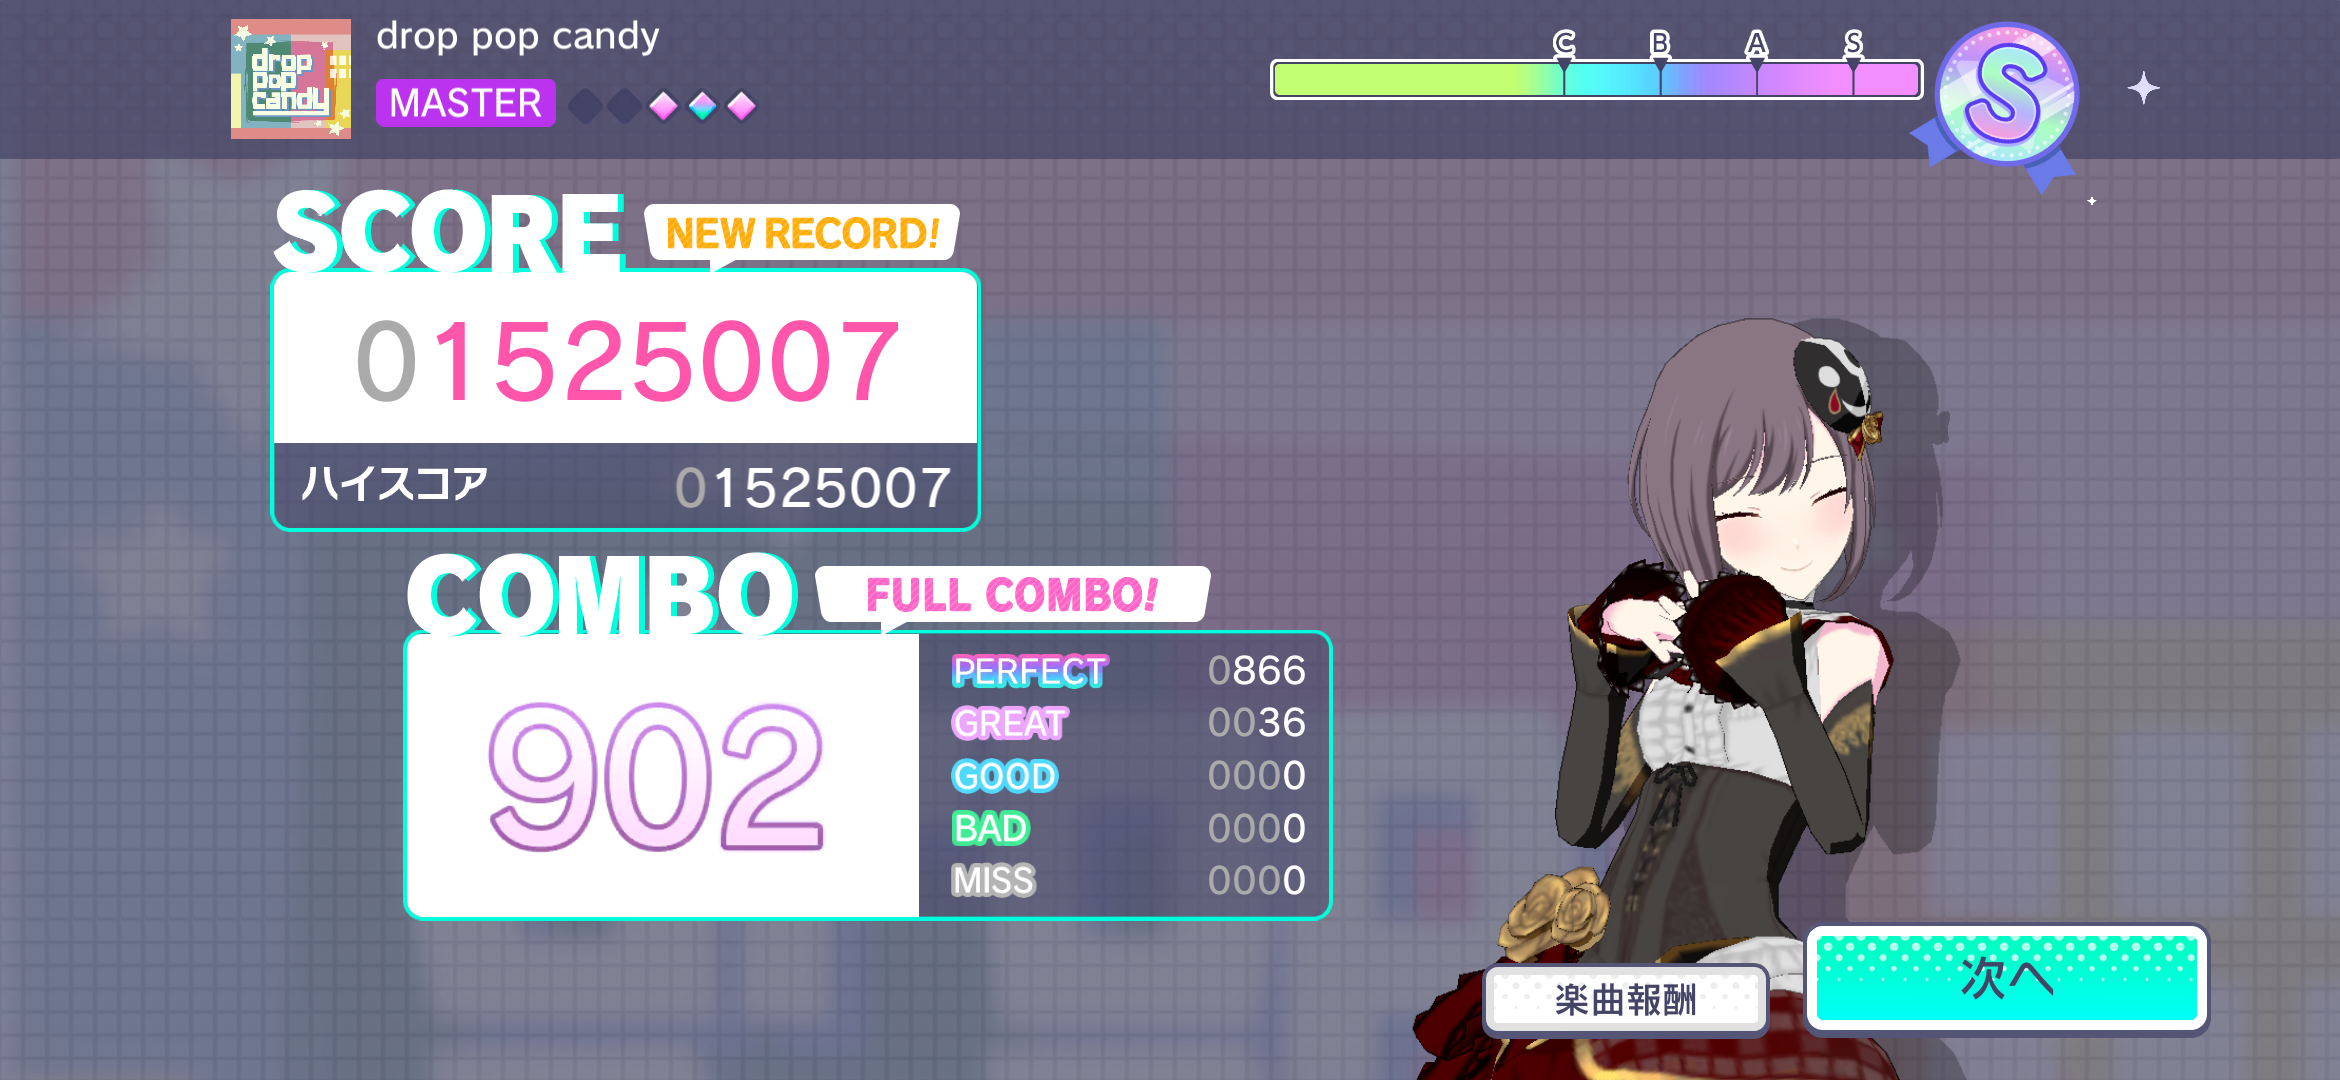 drop
pop
candy
drop pop candy
MASTER
C B A S
S
SCORE
NEW RECORD!
01525007
ハイスコア 01525007
COMBO
FULL COMBO!
902
PERFECT 0866
GREAT 0036
GOOD 0000
BAD 0000
MISS 0000
楽曲報酬
次へ